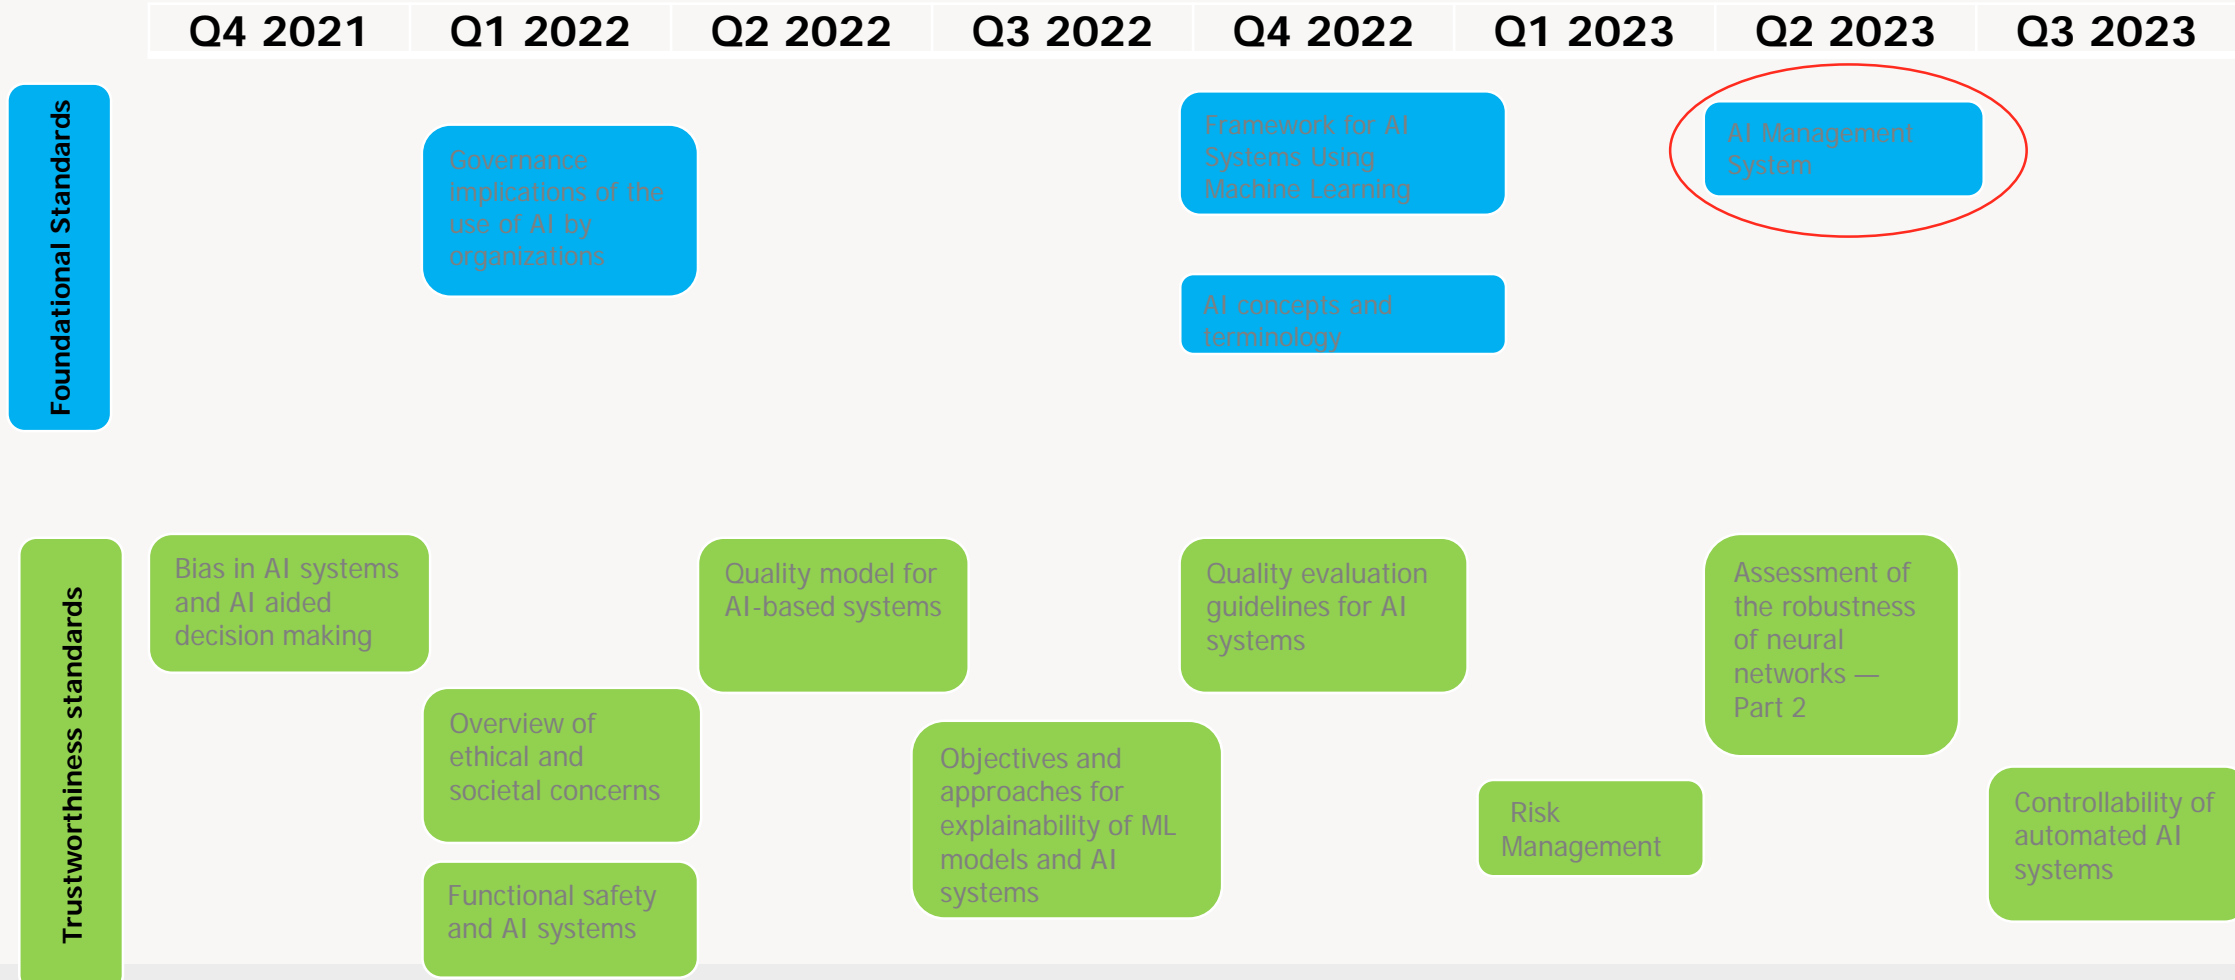 Q4 2021 Q1 2022 Q2 2022 Q3 2022 Q4 2022 Q1 2023 Q2 2023 Q3 2023
Foundational Standards
Governance
implications of the
use of AI by
organizations
Framework for AI
Systems Using
Machine Learning
AI concepts and
terminology
AI Management
System
Trustworthiness standards
Bias in AI systems
and AI aided
decision making
Overview of
ethical and
societal concerns
Functional safety
and AI systems
Quality model for
AI-based systems
Objectives and
approaches for
explainability of ML
models and AI
systems
Quality evaluation
guidelines for AI
systems
Risk
Management
Assessment of
the robustness
of neural
networks —
Part 2
Controllability of
automated AI
systems